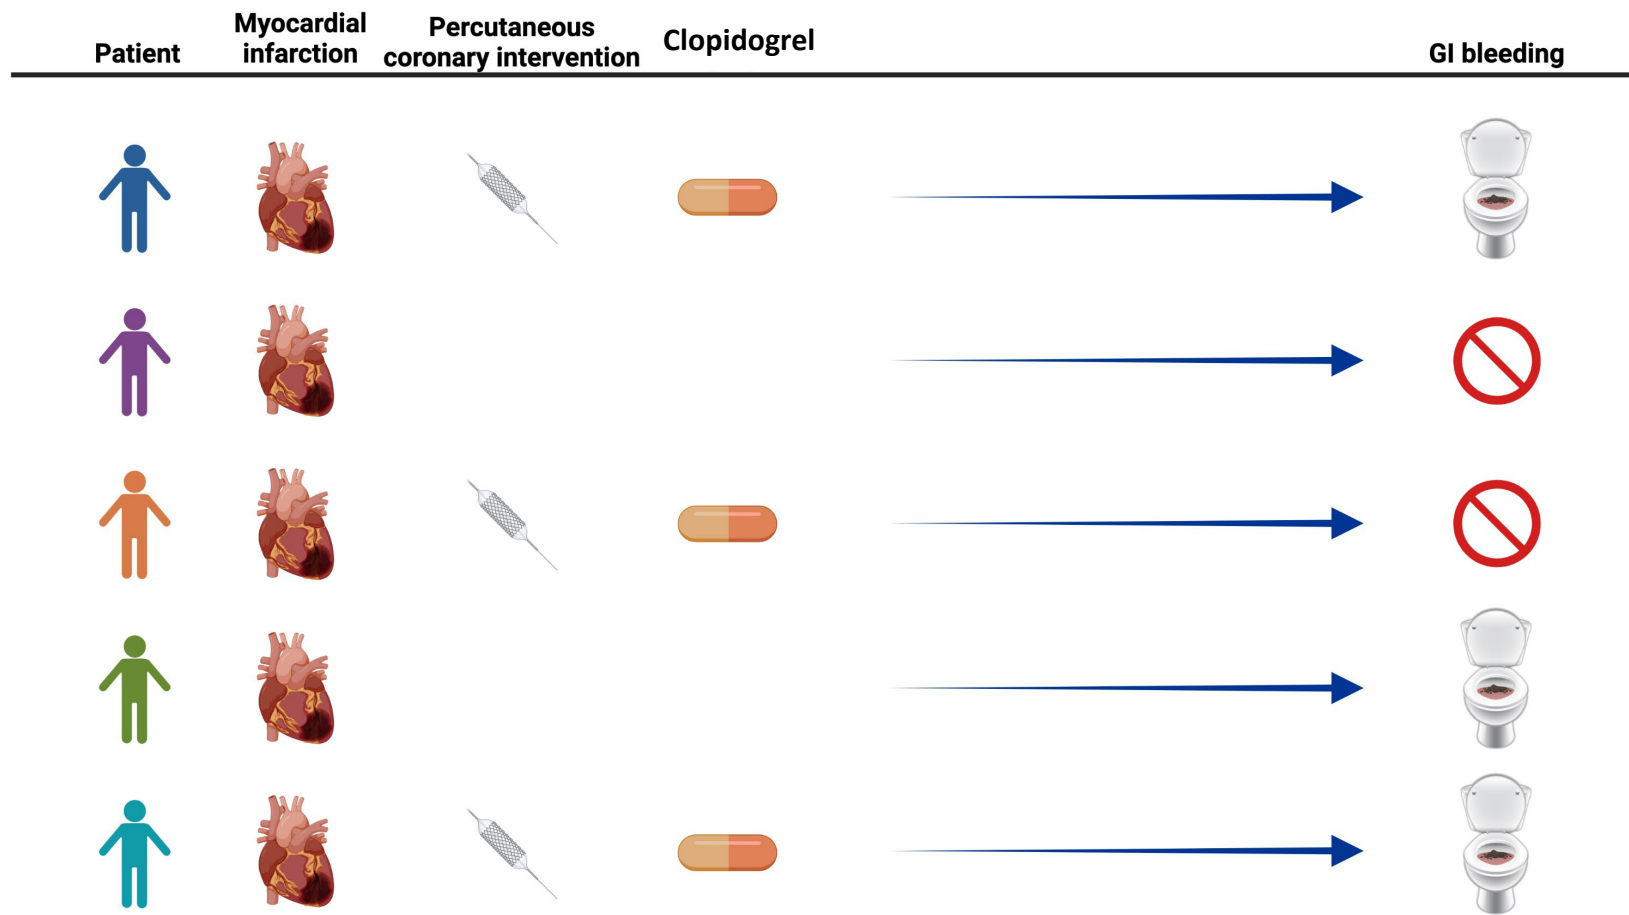 Patient
Myocardial
infarction
Percutaneous
coronary intervention
Clopidogrel
GI bleeding